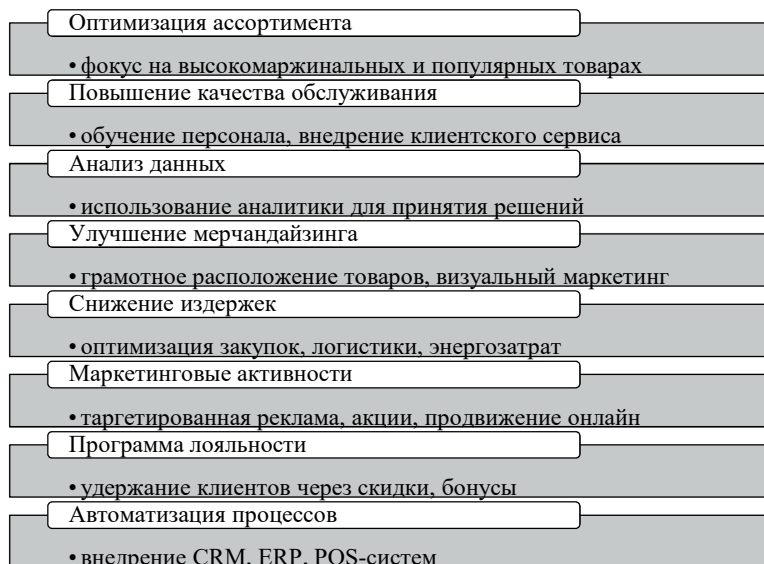 Оптимизация ассортимента
• фокус на высокомаржинальных и популярных товарах
Повышение качества обслуживания
• обучение персонала, внедрение клиентского сервиса
Анализ данных
• использование аналитики для принятия решений
Улучшение мерчандайзинга
• грамотное расположение товаров, визуальный маркетинг
Снижение издержек
• оптимизация закупок, логистики, энергозатрат
Маркетинговые активности
• таргетированная реклама, акции, продвижение онлайн
Программа лояльности
• удержание клиентов через скидки, бонусы
Автоматизация процессов
• внедрение CRM, ERP, POS-систем